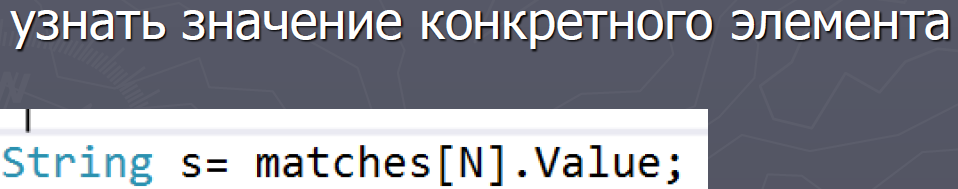 узнать значение конкретного элемента
String s= matches[N].Value;